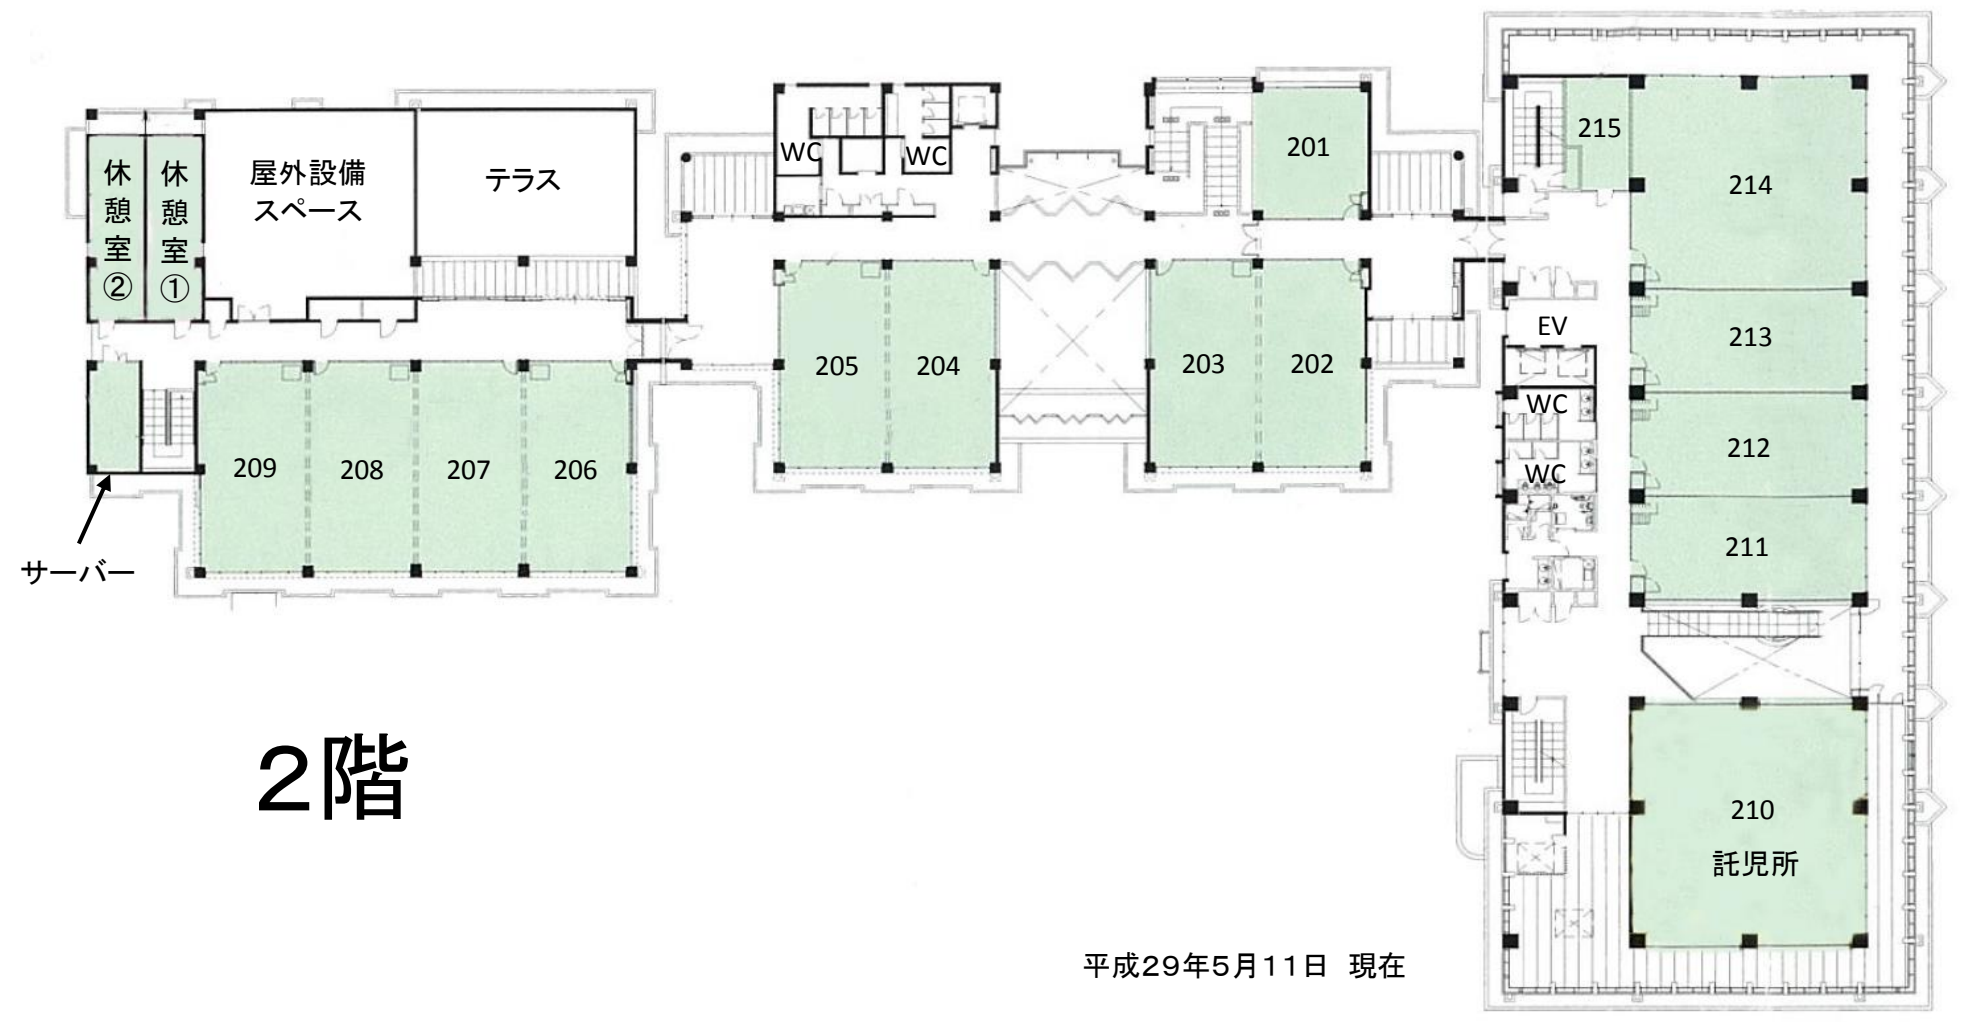 休憩室②
休憩室①
屋外設備
スペース
テラス
WC
WC
201
215
214
213
212
211
EV
WC
WC
205
204
203
202
209
208
207
206
サーバー
2階
210
託児所
平成29年5月11日 現在